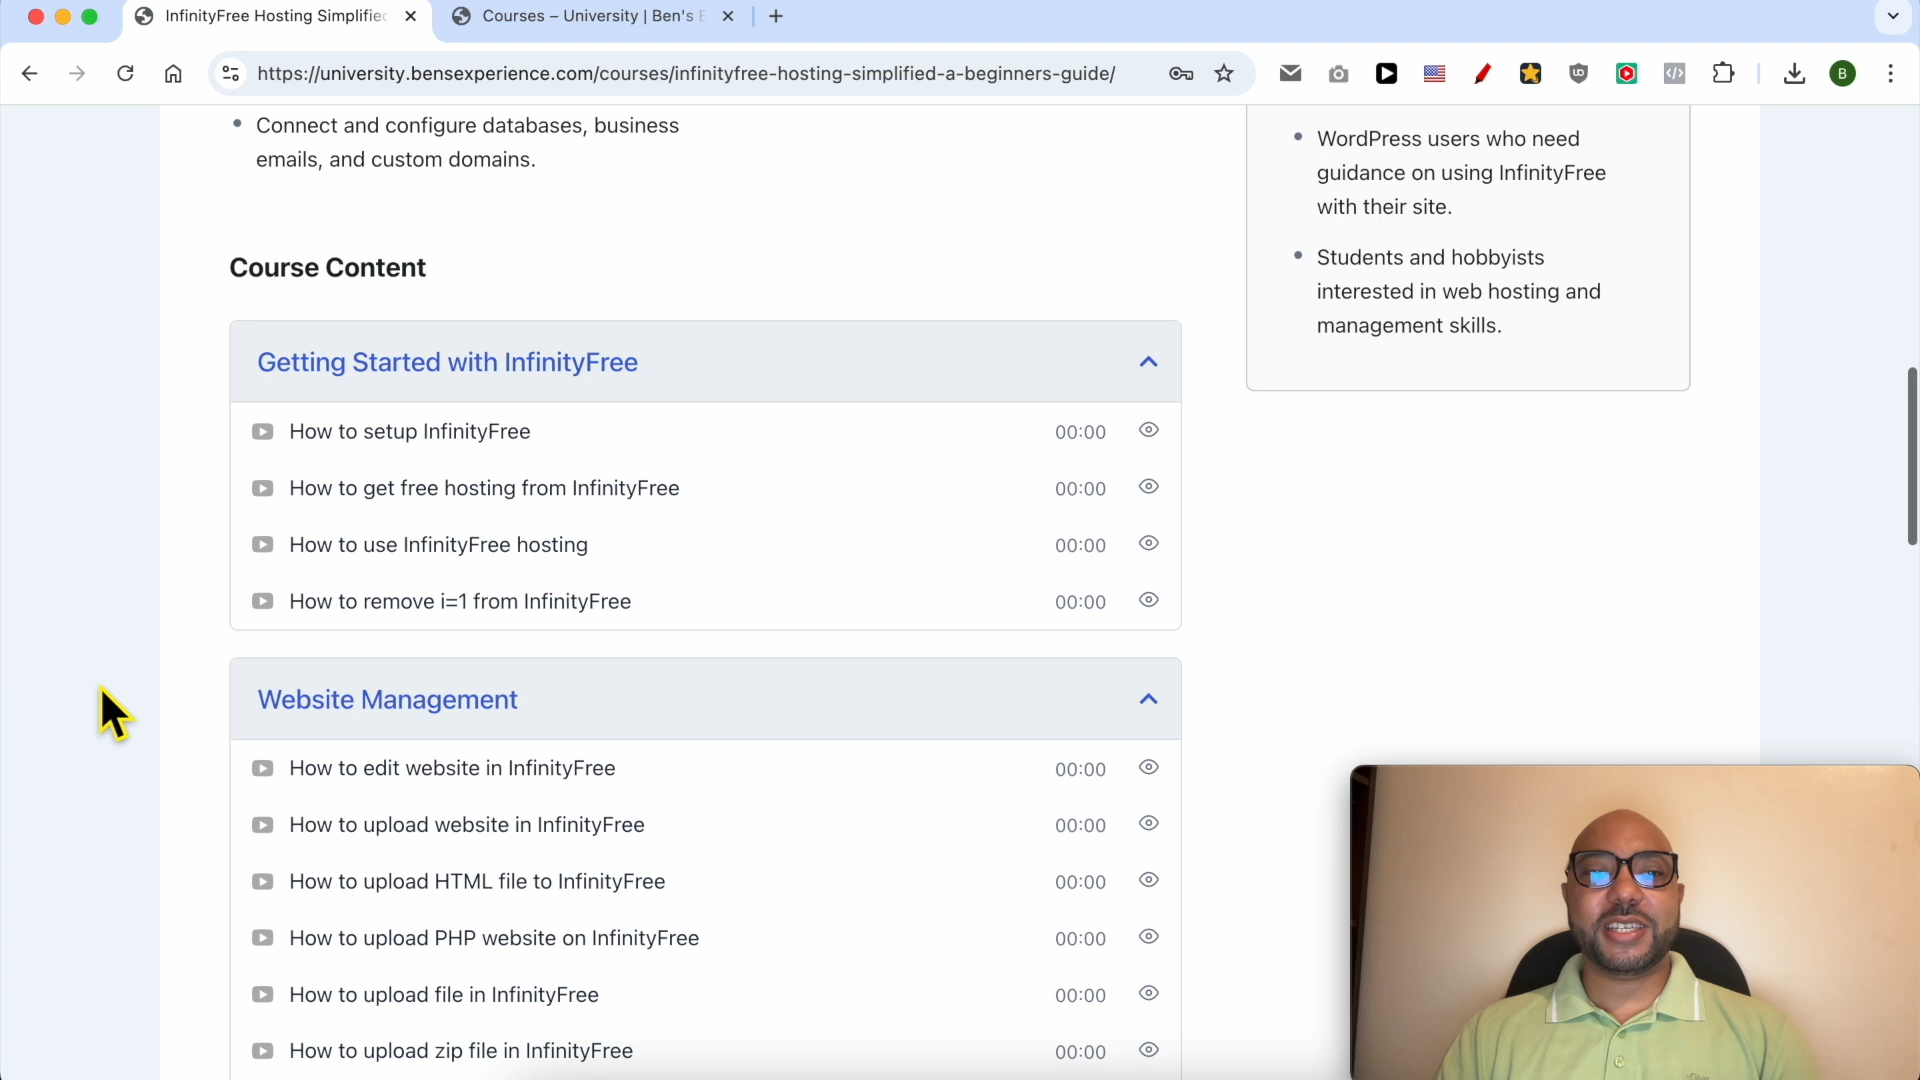 InfinityFree Hosting Simplified
Courses – University | Ben's
https://university.bensexperience.com/courses/infinityfree-hosting-simplified-a-beginners-guide/
B
Connect and configure databases, business
emails, and custom domains.
WordPress users who need
guidance on using InfinityFree
with their site.
Students and hobbyists
interested in web hosting and
management skills.
Course Content
Getting Started with InfinityFree
How to setup InfinityFree 00:00
How to get free hosting from InfinityFree 00:00
How to use InfinityFree hosting 00:00
How to remove i=1 from InfinityFree 00:00
Website Management
How to edit website in InfinityFree 00:00
How to upload website in InfinityFree 00:00
How to upload HTML file to InfinityFree 00:00
How to upload PHP website on InfinityFree 00:00
How to upload file in InfinityFree 00:00
How to upload zip file in InfinityFree 00:00